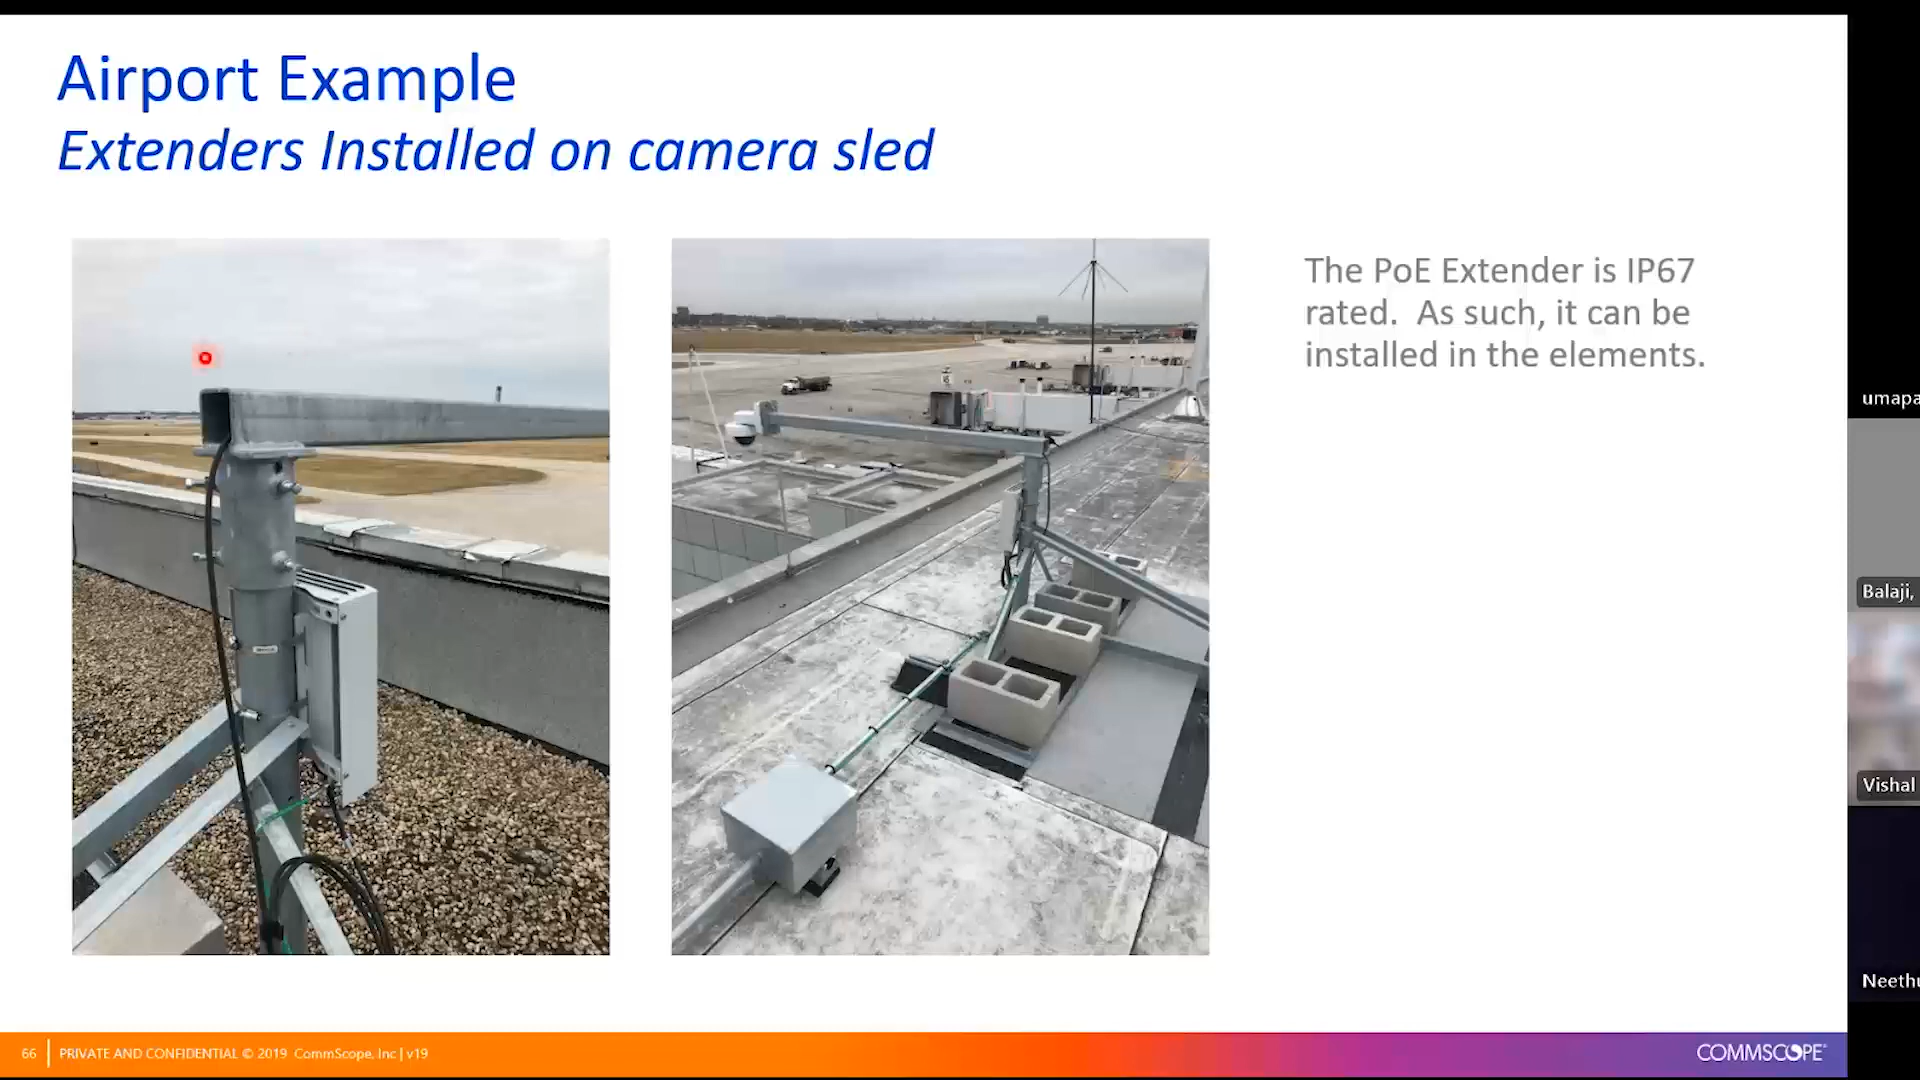 Airport Example
Extenders Installed on camera sled
The PoE Extender is IP67
rated. As such, it can be
installed in the elements.
umapa
Balaji,
Vishal
Neethu
66
PRIVATE AND CONFIDENTIAL © 2019 CommScope, Inc | v19
COMMSCOPE